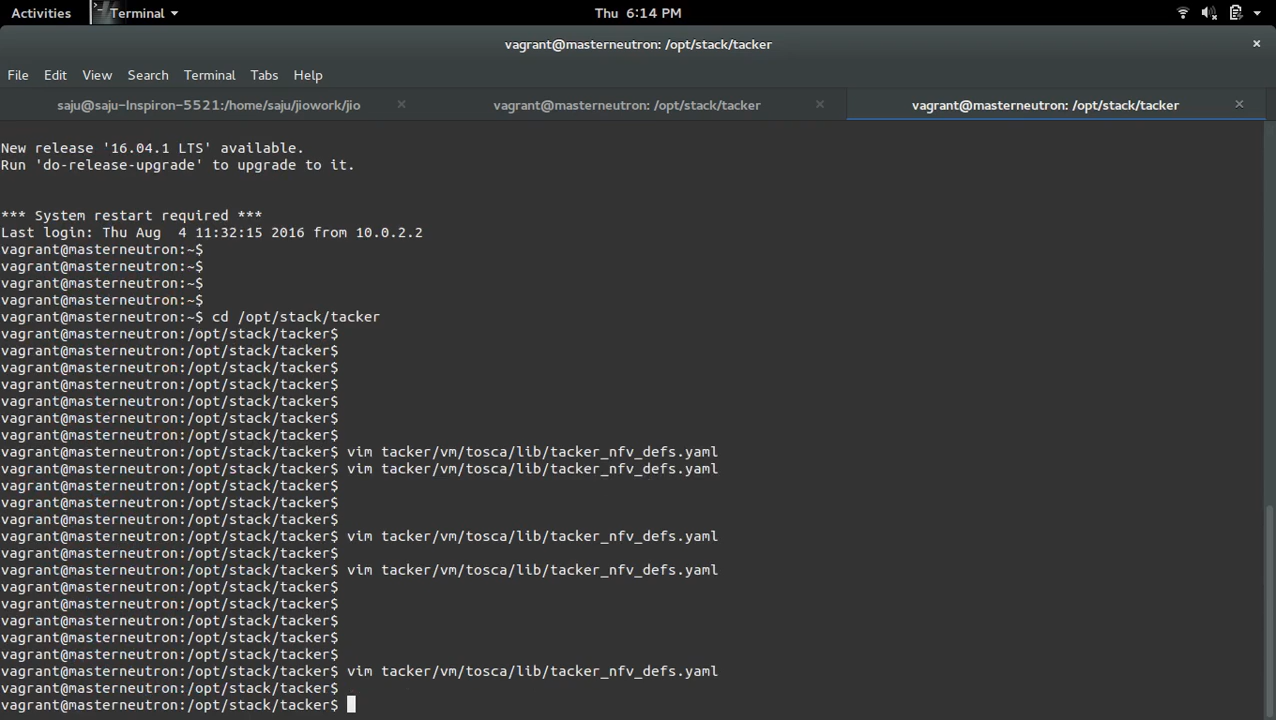 Activities
Terminal
Thu 6:14 PM
vagrant@masterneutron: /opt/stack/tacker
File Edit View Search Terminal Tabs Help
saju@saju-Inspiron-5521:/home/saju/jiowork/jio
vagrant@masterneutron: /opt/stack/tacker
vagrant@masterneutron: /opt/stack/tacker
New release '16.04.1 LTS' available.
Run 'do-release-upgrade' to upgrade to it.
*** System restart required ***
Last login: Thu Aug  4 11:32:15 2016 from 10.0.2.2
vagrant@masterneutron:~$
vagrant@masterneutron:~$
vagrant@masterneutron:~$
vagrant@masterneutron:~$
vagrant@masterneutron:~$ cd /opt/stack/tacker
vagrant@masterneutron:/opt/stack/tacker$
vagrant@masterneutron:/opt/stack/tacker$
vagrant@masterneutron:/opt/stack/tacker$
vagrant@masterneutron:/opt/stack/tacker$
vagrant@masterneutron:/opt/stack/tacker$
vagrant@masterneutron:/opt/stack/tacker$
vagrant@masterneutron:/opt/stack/tacker$
vagrant@masterneutron:/opt/stack/tacker$ vim tacker/vm/tosca/lib/tacker_nfv_defs.yaml
vagrant@masterneutron:/opt/stack/tacker$ vim tacker/vm/tosca/lib/tacker_nfv_defs.yaml
vagrant@masterneutron:/opt/stack/tacker$
vagrant@masterneutron:/opt/stack/tacker$
vagrant@masterneutron:/opt/stack/tacker$
vagrant@masterneutron:/opt/stack/tacker$ vim tacker/vm/tosca/lib/tacker_nfv_defs.yaml
vagrant@masterneutron:/opt/stack/tacker$
vagrant@masterneutron:/opt/stack/tacker$ vim tacker/vm/tosca/lib/tacker_nfv_defs.yaml
vagrant@masterneutron:/opt/stack/tacker$
vagrant@masterneutron:/opt/stack/tacker$
vagrant@masterneutron:/opt/stack/tacker$
vagrant@masterneutron:/opt/stack/tacker$
vagrant@masterneutron:/opt/stack/tacker$
vagrant@masterneutron:/opt/stack/tacker$ vim tacker/vm/tosca/lib/tacker_nfv_defs.yaml
vagrant@masterneutron:/opt/stack/tacker$
vagrant@masterneutron:/opt/stack/tacker$